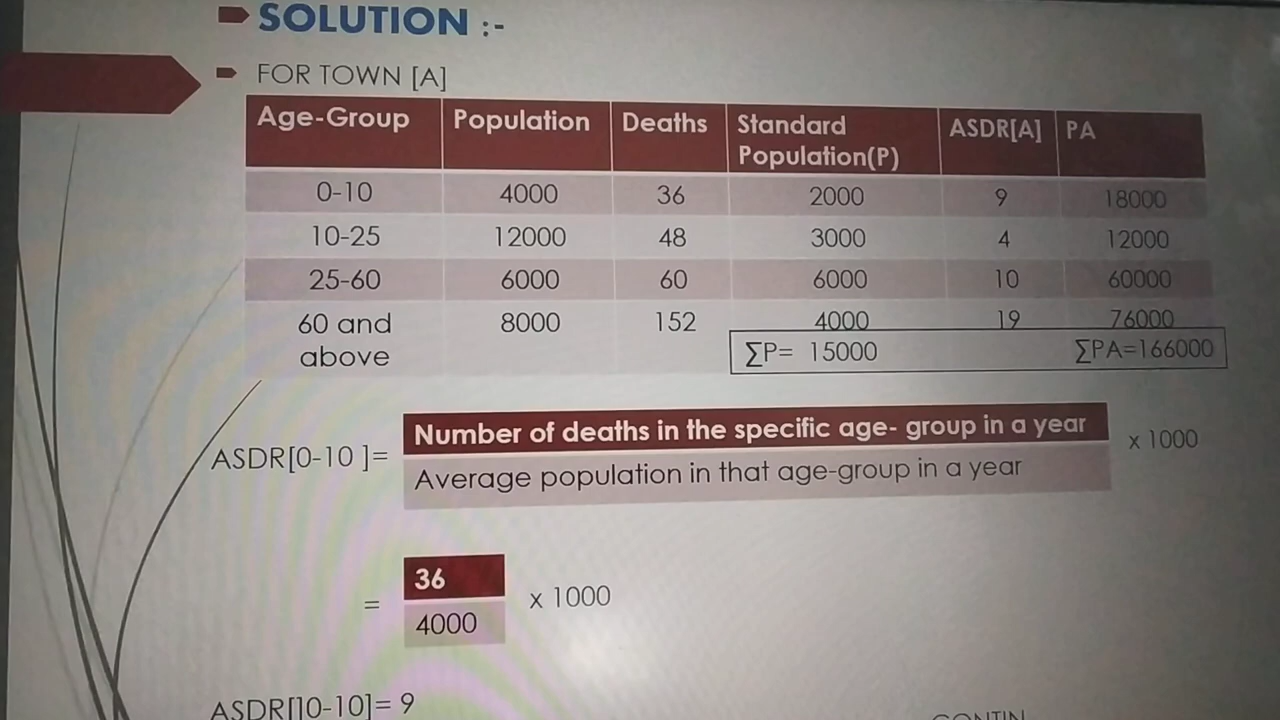 SOLUTION :-
FOR TOWN [A]
Age-Group Population Deaths Standard Population(P) ASDR[A] PA
0-10 4000 36 2000 9 18000
10-25 12000 48 3000 4 12000
25-60 6000 60 6000 10 60000
60 and above 8000 152 4000 19 76000
∑P= 15000 ∑PA=166000
ASDR[0-10 ]= Number of deaths in the specific age- group in a year x 1000
Average population in that age-group in a year
= 36 x 1000
4000
ASDR[10-10]= 9
CONTIN